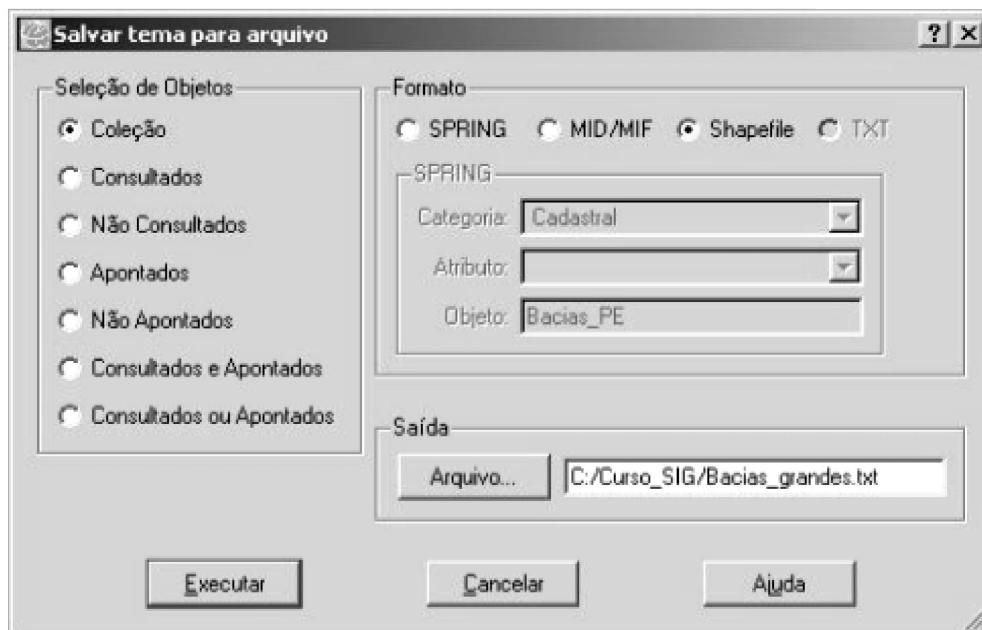 Salvar tema para arquivo
Seleção de Objetos
Coleção
Consultados
Não Consultados
Apontados
Não Apontados
Consultados e Apontados
Consultados ou Apontados
Formato
SPRING MID/MIF Shapefile TXT
SPRING
Categoria: Cadastral
Atributo:
Objeto: Bacias_PE
Saída
Arquivo... C:/Curso_SIG/Bacias_grandes.txt
Executar Cancelar Ajuda